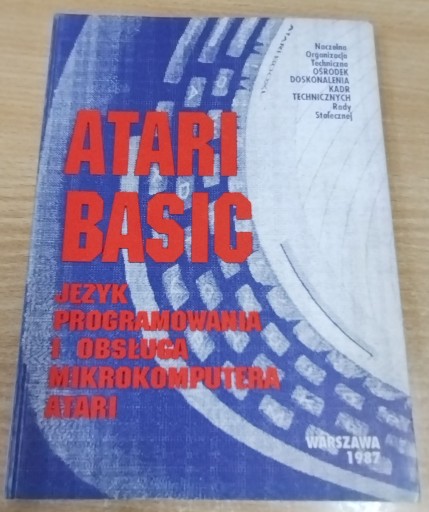 Naczelna
Organizacja
Techniczna
OŚRODEK
DOSKONALENIA
KADR
TECHNICZNYCH
Rady
Stołecznej
ATARI
BASIC
JĘZYK
PROGRAMOWANIA
I OBSŁUGA
MIKROKOMPUTERA
ATARI
WARSZAWA
1987